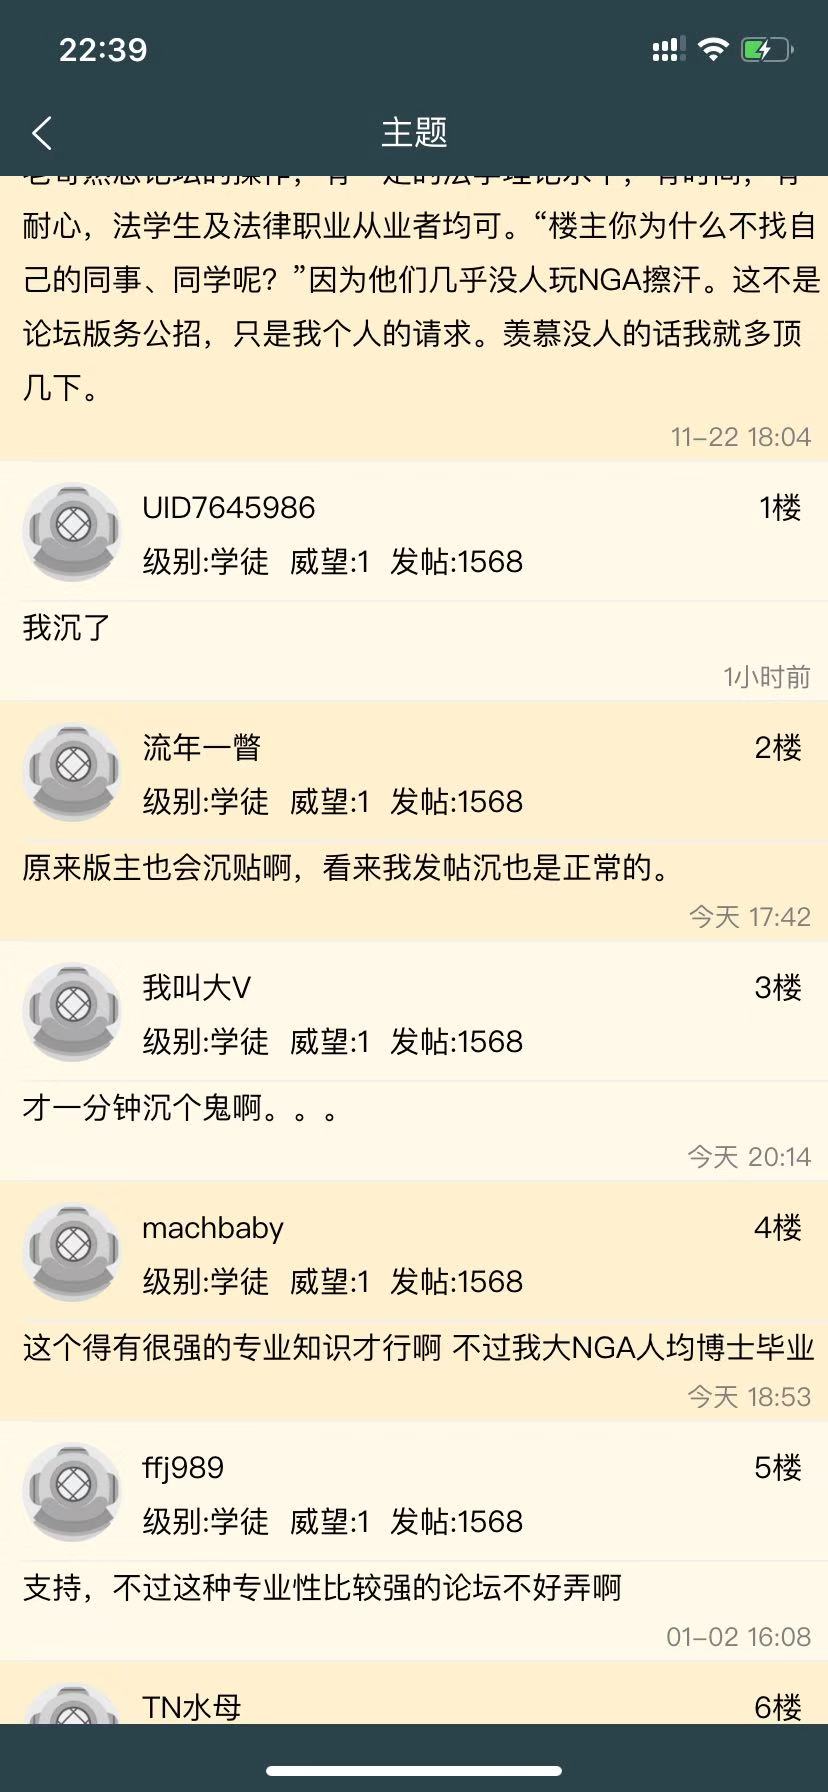 22:39
主题
耐心，法学生及法律职业从业者均可。“楼主你为什么不找自
己的同事、同学呢？”因为他们几乎没人玩NGA擦汗。这不是
论坛版务公招，只是我个人的请求。羡慕没人的话我就多顶
几下。
11-22 18:04
UID7645986
1楼
级别:学徒 威望:1 发帖:1568
我沉了
1小时前
流年一瞥
2楼
级别:学徒 威望:1 发帖:1568
原来版主也会沉贴啊，看来我发帖沉也是正常的。
今天 17:42
我叫大V
3楼
级别:学徒 威望:1 发帖:1568
才一分钟沉个鬼啊。。。
今天 20:14
machbaby
4楼
级别:学徒 威望:1 发帖:1568
这个得有很强的专业知识才行啊 不过我大NGA人均博士毕业
今天 18:53
ffj989
5楼
级别:学徒 威望:1 发帖:1568
支持，不过这种专业性比较强的论坛不好弄啊
01-02 16:08
TN水母
6楼